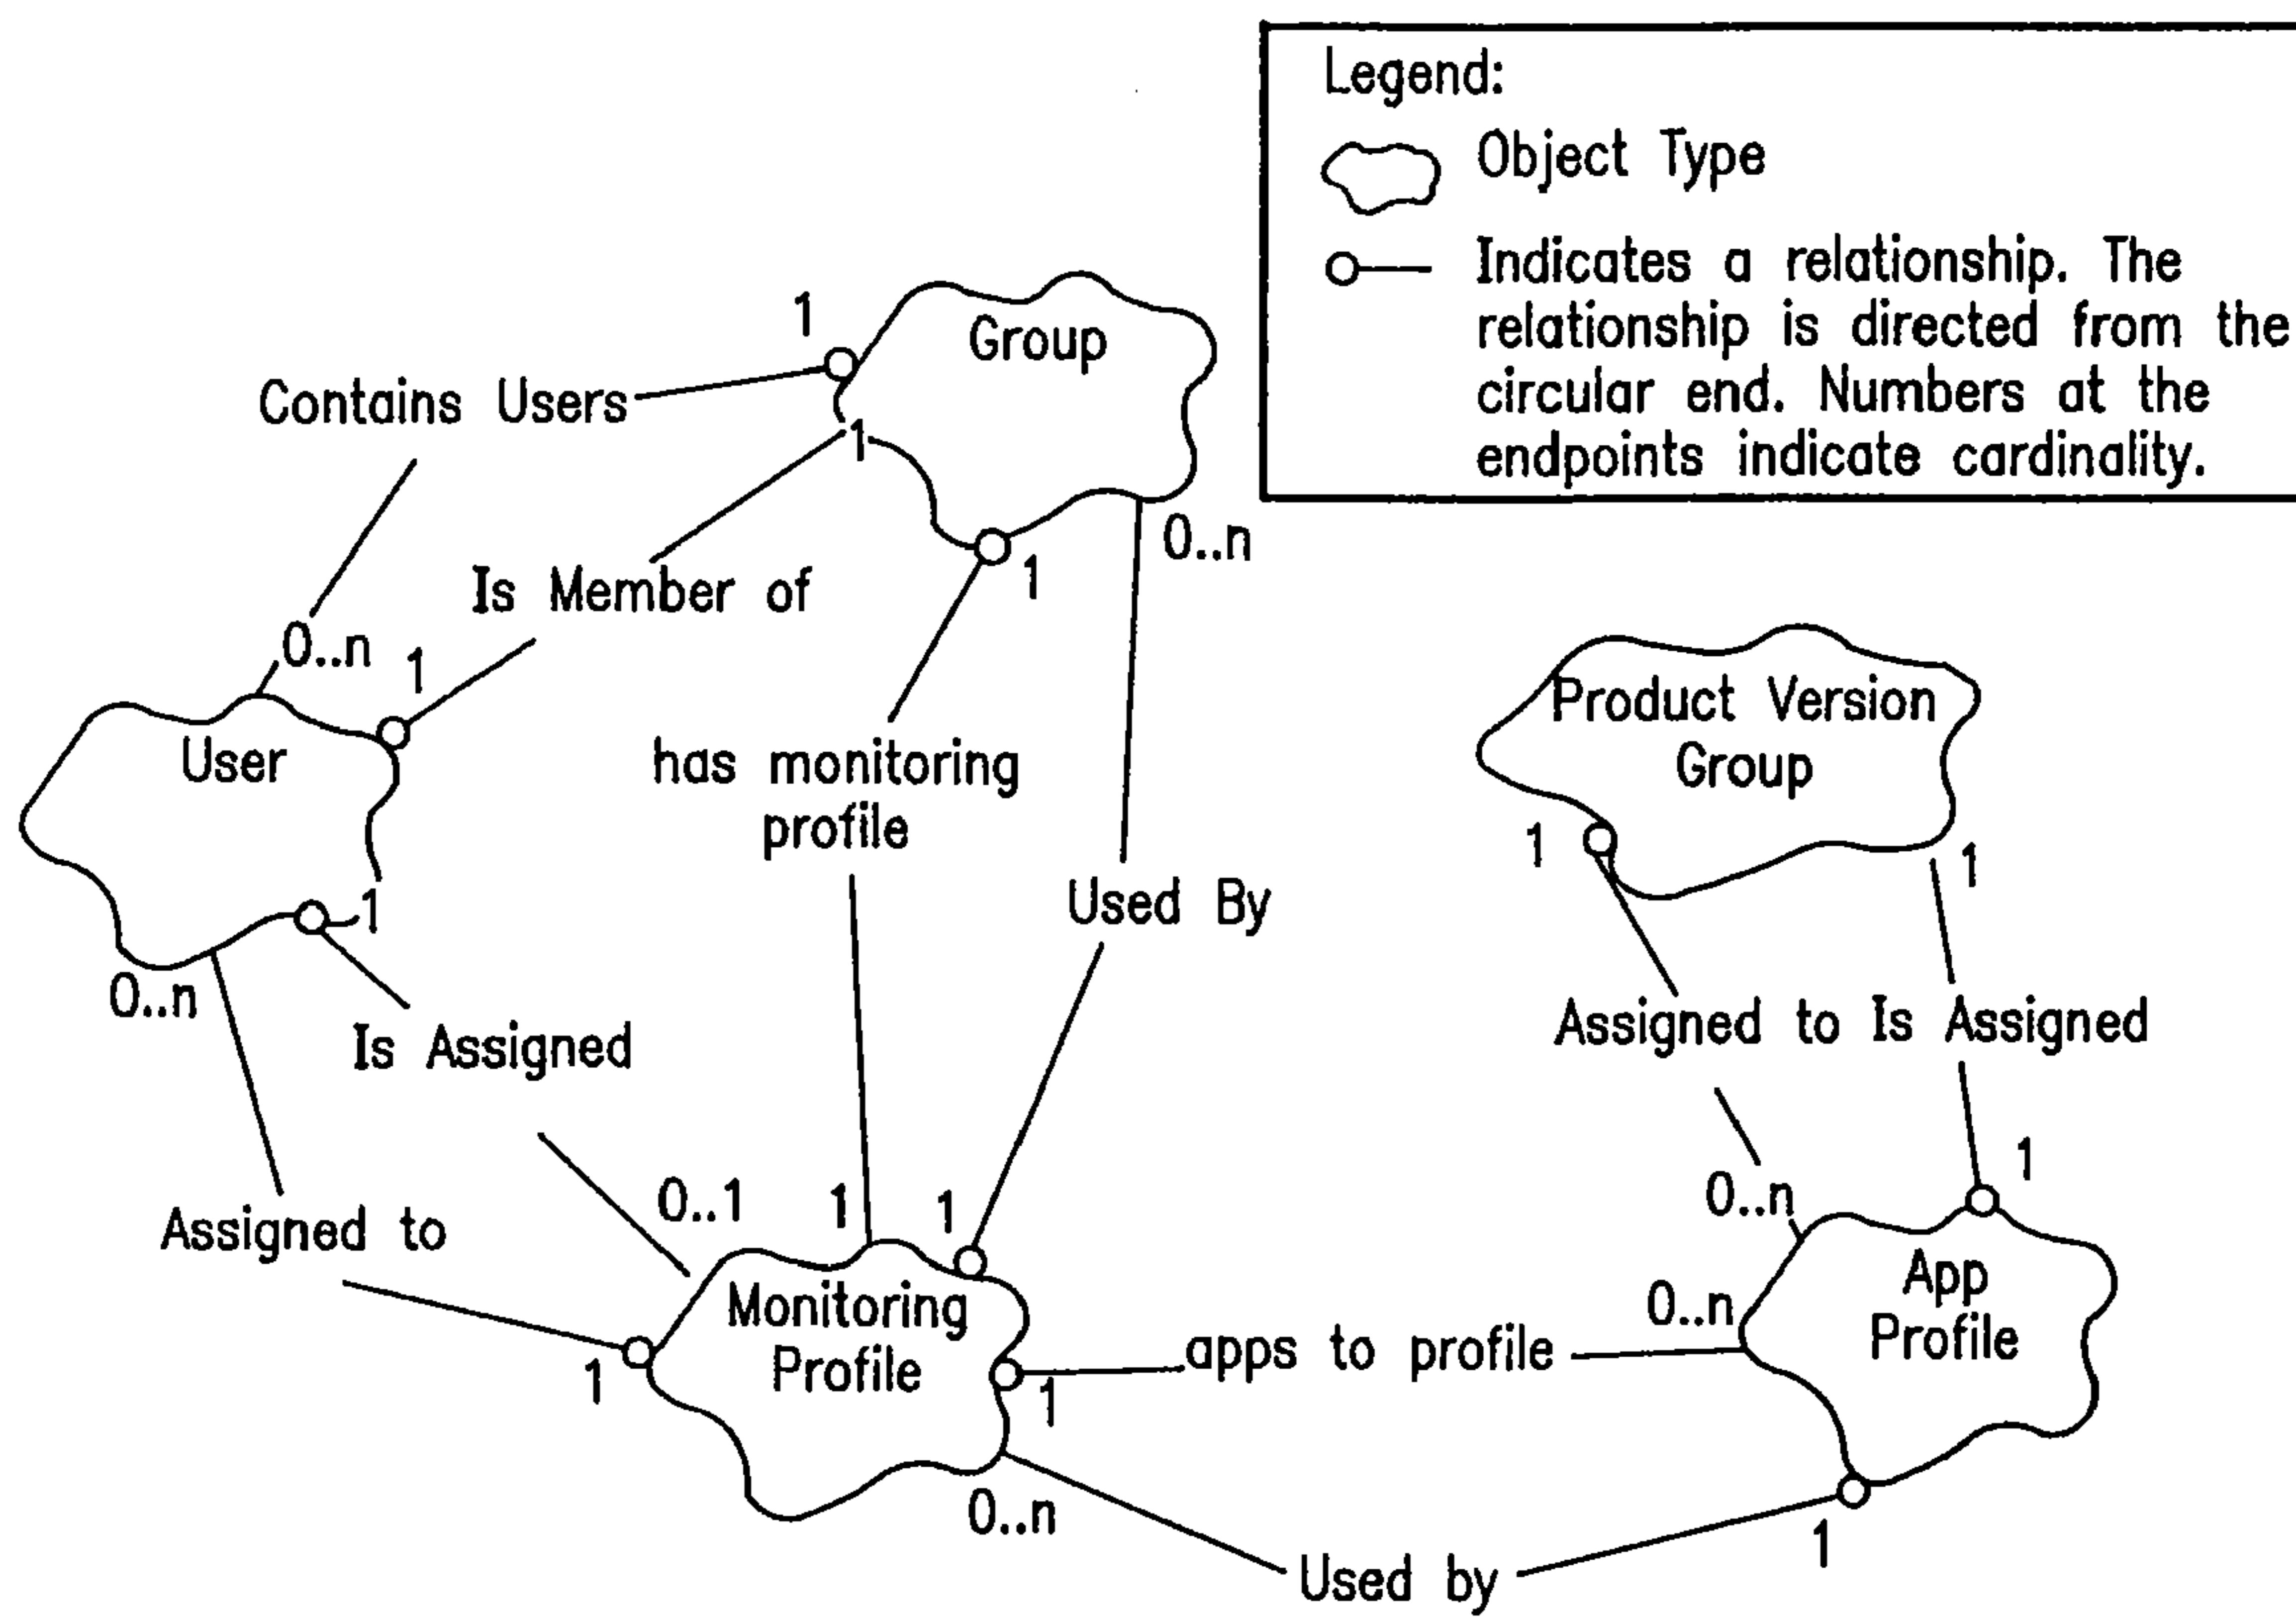 Legend:
Object Type
Indicates a relationship. The
relationship is directed from the
circular end. Numbers at the
endpoints indicate cardinality.
1
Group
Contains Users
1
0..n
1
Is Member of
0..n
1
User
has monitoring
profile
Used By
Product Version
Group
1
1
1
0..n
Is Assigned
Assigned to Is Assigned
Assigned to
0..1
1
1
1
0..n
1
Monitoring
Profile
1
apps to profile
0..n
App
Profile
0..n
Used by
1